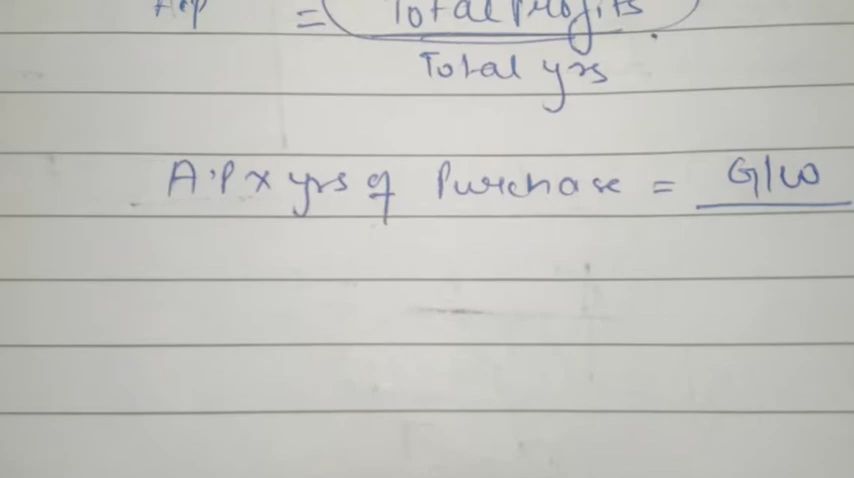 A.P = Total Profits
Total yrs
A.P x yrs of Purchase = G/w